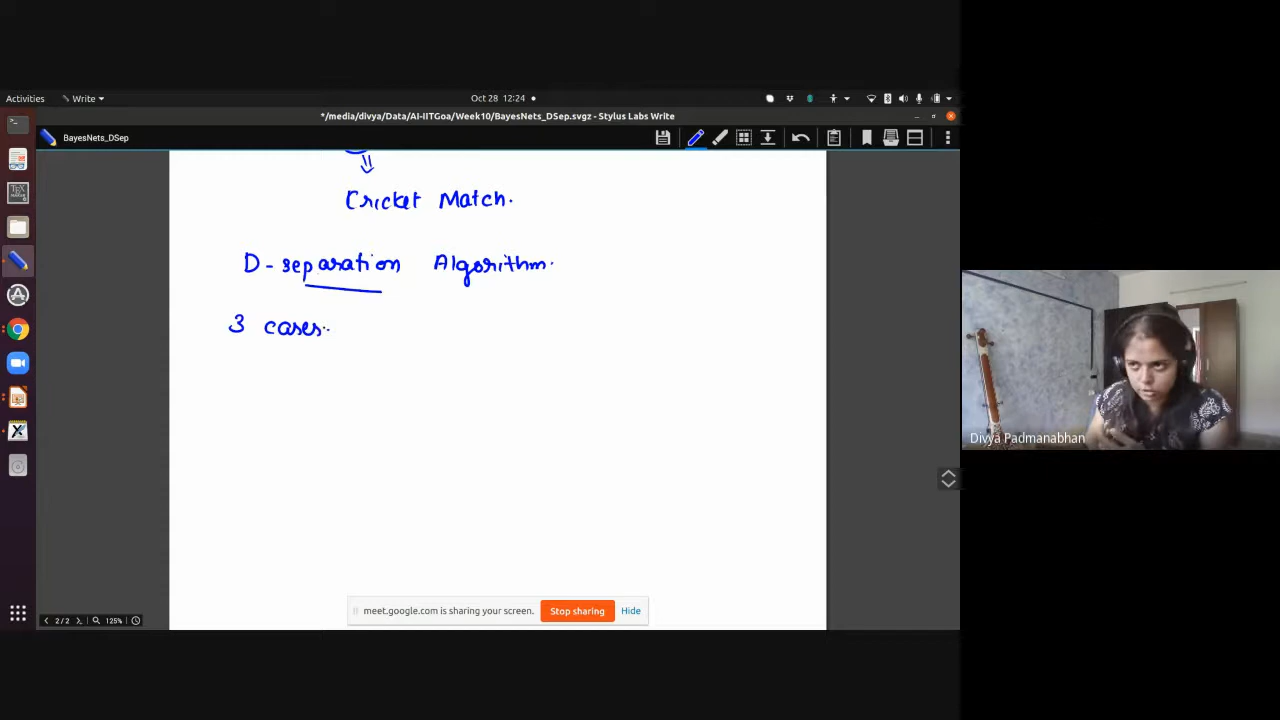 Activities Write Oct 28 12:24
*/media/divya/Data/AI-IITGoa/Week10/BayesNets_DSep.svgz - Stylus Labs Write
BayesNets_DSep
Cricket Match.
D-separation Algorithm.
3 cases.
Divya Padmanabhan
meet.google.com is sharing your screen. Stop sharing Hide
2/2 125%